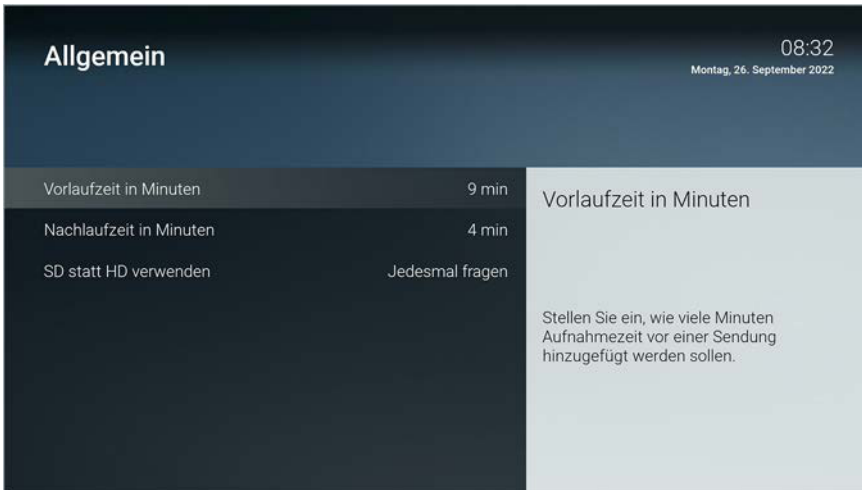 Allgemein
08:32
Montag, 26. September 2022
Vorlaufzeit in Minuten 9 min
Nachlaufzeit in Minuten 4 min
SD statt HD verwenden Jedesmal fragen
Vorlaufzeit in Minuten
Stellen Sie ein, wie viele Minuten
Aufnahmezeit vor einer Sendung
hinzugefügt werden sollen.